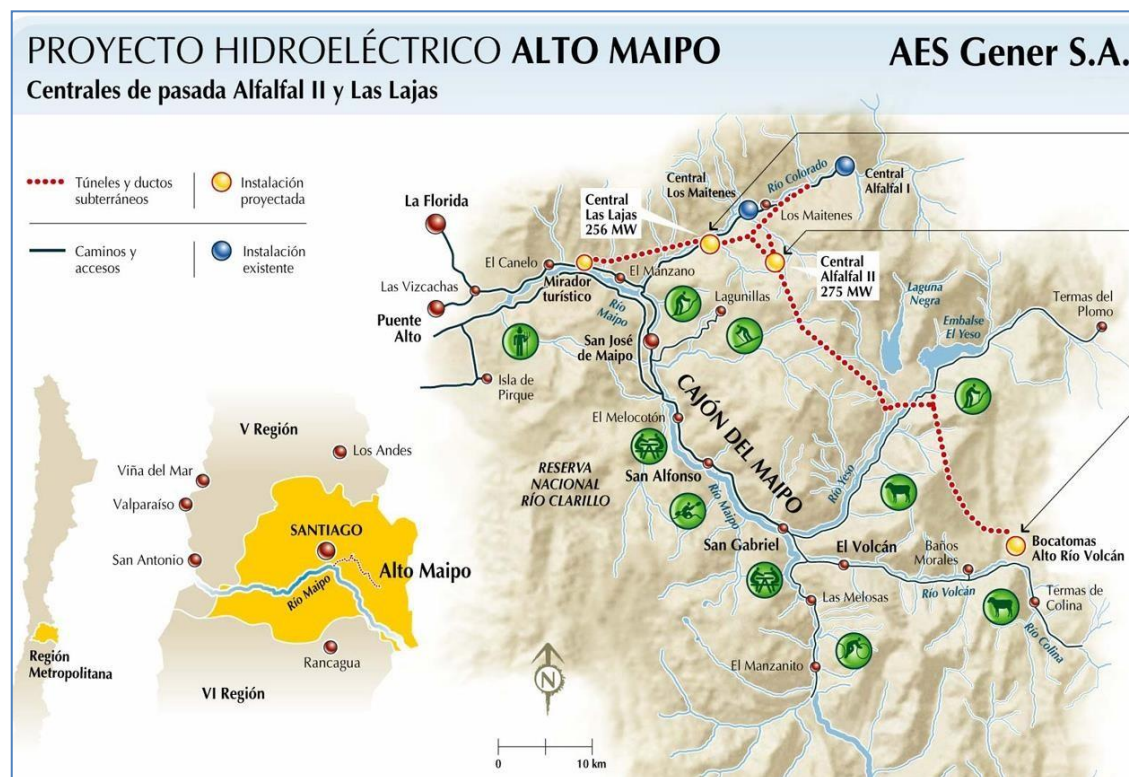 PROYECTO HIDROELÉCTRICO ALTO MAIPO
AES Gener S.A.
Centrales de pasada Alfalfal II y Las Lajas
Túneles y ductos
subterráneos
Instalación
proyectada
Caminos y
accesos
Instalación
existente
La Florida
Las Vizcachas
Puente
Alto
Isla de
Pirque
El Canelo
Mirador
turístico
Central
Las Lajas
256 MW
Central
Los Maitenes
Río Colorado
Central
Alfalfal I
Los Maitenes
El Manzano
Río
Maipo
Central
Alfalfal II
275 MW
Lagunillas
San José
de Maipo
Laguna
Negra
Embalse
El Yeso
Termas del
Plomo
CAJÓN DEL MAIPO
El Melocotón
RESERVA
NACIONAL
RÍO CLARILLO
San Alfonso
Río Maipo
Río Yeso
San Gabriel
El Volcán
Baños
Morales
Bocatomas
Alto Río Volcán
Río Volcán
Termas de
Colina
Río Colina
Las Melosas
El Manzanito
V Región
Los Andes
Viña del Mar
Valparaíso
SANTIAGO
San Antonio
Alto Maipo
Río Maipo
Rancagua
VI Región
Región
Metropolitana
N
0 10 km